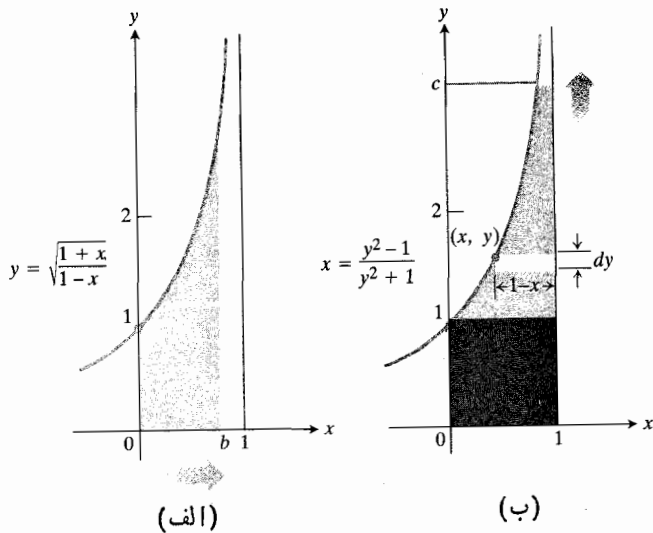 y
2
y = \sqrt{\frac{1 + x}{1 - x}}
1
0
b
1
x
(الف)
y
c
2
(x, y)
x = \frac{y^2 - 1}{y^2 + 1}
dy
1-x
1
0
1
x
(ب)